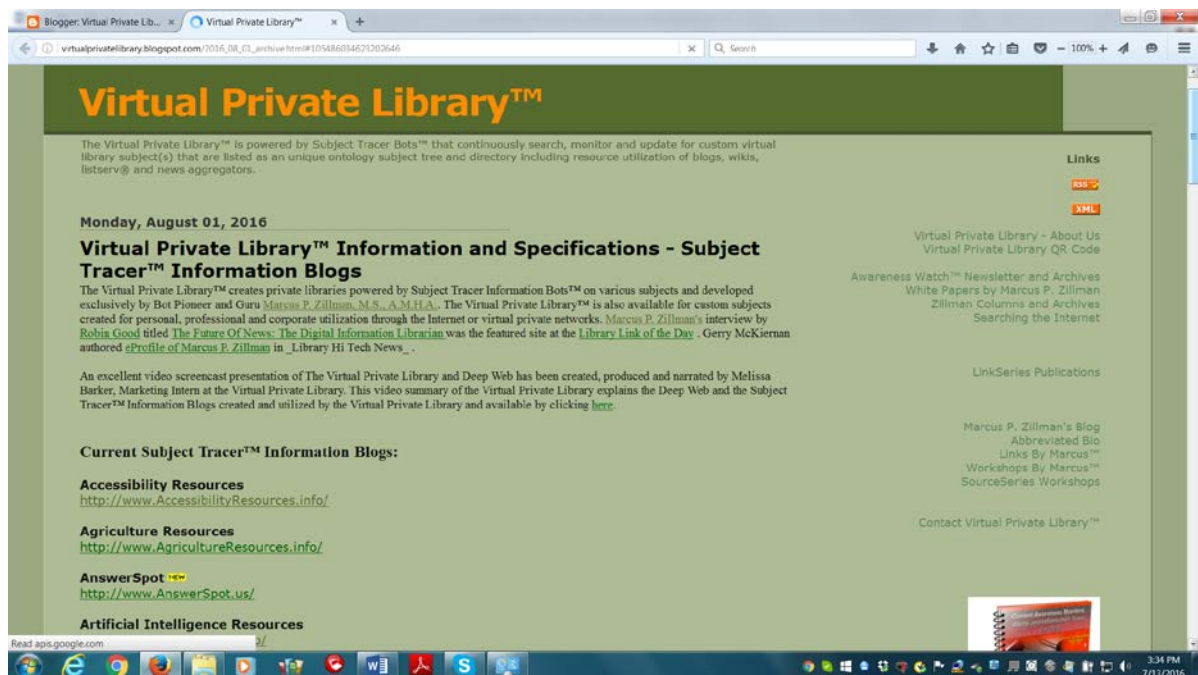 Blogger: Virtual Private Lib...
Virtual Private Library™
virtualprivatelibrary.blogspot.com/2016_08_01_archive.html#105486034623202646
Search
100%
Virtual Private Library™
The Virtual Private Library™ is powered by Subject Tracer Bots™ that continuously search, monitor and update for custom virtual
library subject(s) that are listed as an unique ontology subject tree and directory including resource utilization of blogs, wikis,
listserv® and news aggregators.
Monday, August 01, 2016
Virtual Private Library™ Information and Specifications - Subject
Tracer™ Information Blogs
The Virtual Private Library™ creates private libraries powered by Subject Tracer Information Bots™ on various subjects and developed
exclusively by Bot Pioneer and Guru Marcus P. Zillman, M.S., A.M.H.A.. The Virtual Private Library™ is also available for custom subjects
created for personal, professional and corporate utilization through the Internet or virtual private networks. Marcus P. Zillman's interview by
Robin Good titled The Future Of News: The Digital Information Librarian was the featured site at the Library Link of the Day . Gerry McKiernan
authored eProfile of Marcus P. Zillman in _Library Hi Tech News_ .
An excellent video screencast presentation of The Virtual Private Library and Deep Web has been created, produced and narrated by Melissa
Barker, Marketing Intern at the Virtual Private Library. This video summary of the Virtual Private Library explains the Deep Web and the Subject
Tracer™ Information Blogs created and utilized by the Virtual Private Library and available by clicking here.
Current Subject Tracer™ Information Blogs:
Accessibility Resources
http://www.AccessibilityResources.info/
Agriculture Resources
http://www.AgricultureResources.info/
AnswerSpot NEW
http://www.AnswerSpot.us/
Artificial Intelligence Resources
Links
RSS
XML
Virtual Private Library - About Us
Virtual Private Library QR Code
Awareness Watch™ Newsletter and Archives
White Papers by Marcus P. Zillman
Zillman Columns and Archives
Searching the Internet
LinkSeries Publications
Marcus P. Zillman's Blog
Abbreviated Bio
Links By Marcus™
Workshops By Marcus™
SourceSeries Workshops
Contact Virtual Private Library™
Read apis.google.com
3:34 PM
7/13/2016